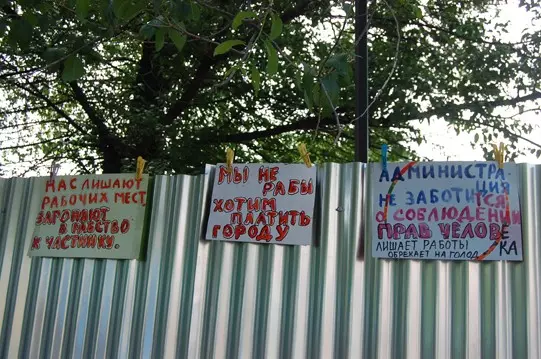 НАС ЛИШАЮТ
РАБОЧИХ МЕСТ
ЗАГОНЯЮТ
В РАБСТВО
К ЧАСТНИКУ.
МЫ НЕ
РАБЫ
ХОТИМ
ПЛАТИТЬ
ГОРОДУ
АДМИНИСТРА
ЦИЯ
НЕ ЗАБОТИТСЯ
О СОБЛЮДЕНИИ
ПРАВ ЧЕЛОВЕ
КА
ЛИШАЕТ РАБОТЫ
ОБРЕКАЕТ НА ГОЛОД